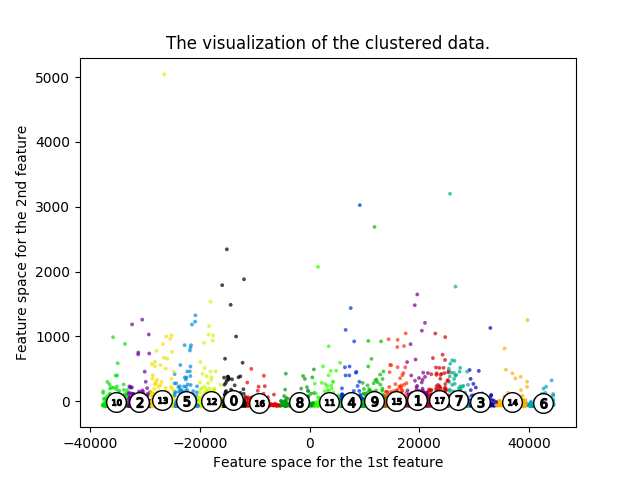 The visualization of the clustered data.
Feature space for the 2nd feature
5000
4000
3000
2000
1000
0
10 2 13 5 12 0 16 8 11 4 9 15 1 17 7 3 14 6
−40000 −20000 0 20000 40000
Feature space for the 1st feature